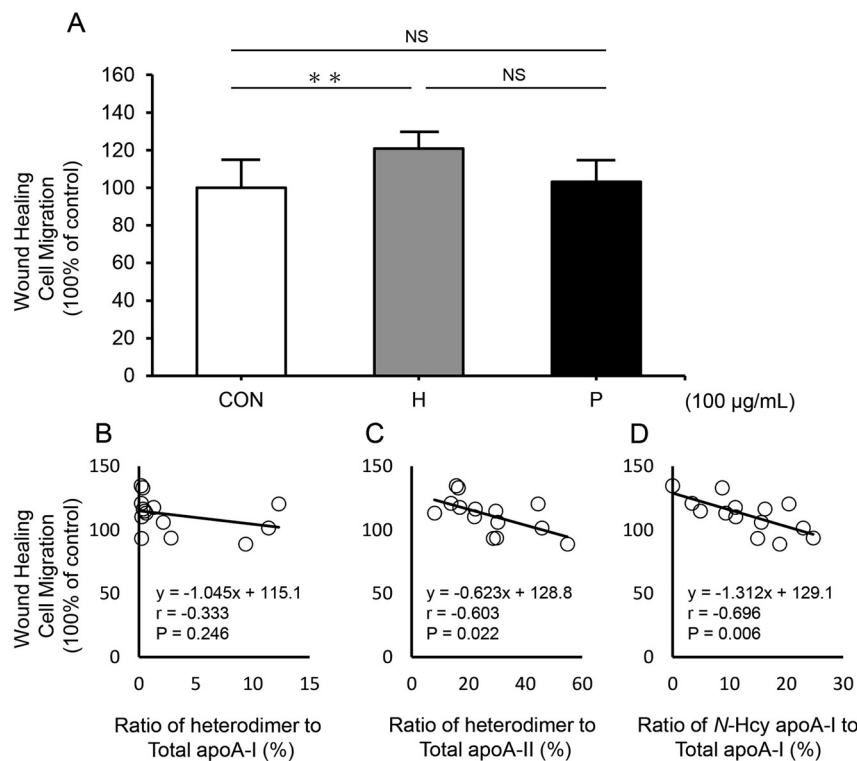 A
NS
* *
NS
160
140
120
100
80
60
40
20
0
Wound Healing
Cell Migration
(100% of control)
CON
H
P
(100 µg/mL)
B
150
100
50
0
Wound Healing
Cell Migration
(100% of control)
y = -1.045x + 115.1
r = -0.333
P = 0.246
0
5
10
15
Ratio of heterodimer to
Total apoA-I (%)
C
150
100
50
0
y = -0.623x + 128.8
r = -0.603
P = 0.022
0
20
40
60
Ratio of heterodimer to
Total apoA-II (%)
D
150
100
50
0
y = -1.312x + 129.1
r = -0.696
P = 0.006
0
10
20
30
Ratio of N-Hcy apoA-I to
Total apoA-I (%)